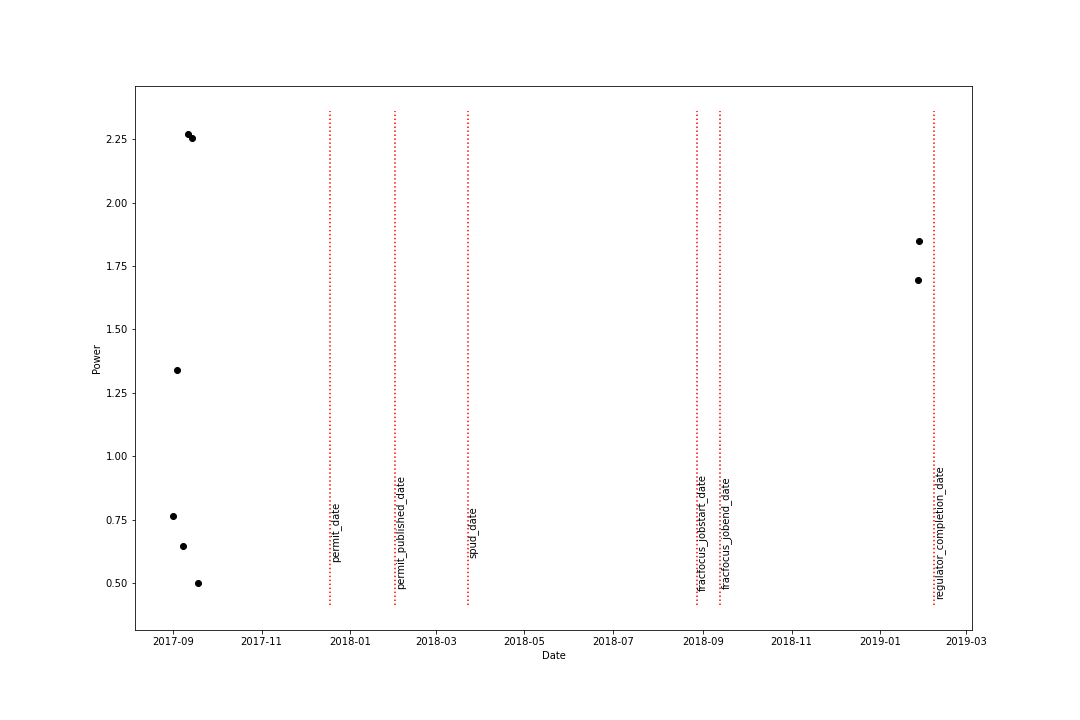 2.25
2.00
1.75
1.50
1.25
1.00
0.75
0.50
Power
permit_date
permit_published_date
spud_date
fracfocus_jobstart_date
fracfocus_jobend_date
regulator_completion_date
2017-09 2017-11 2018-01 2018-03 2018-05 2018-07 2018-09 2018-11 2019-01 2019-03
Date